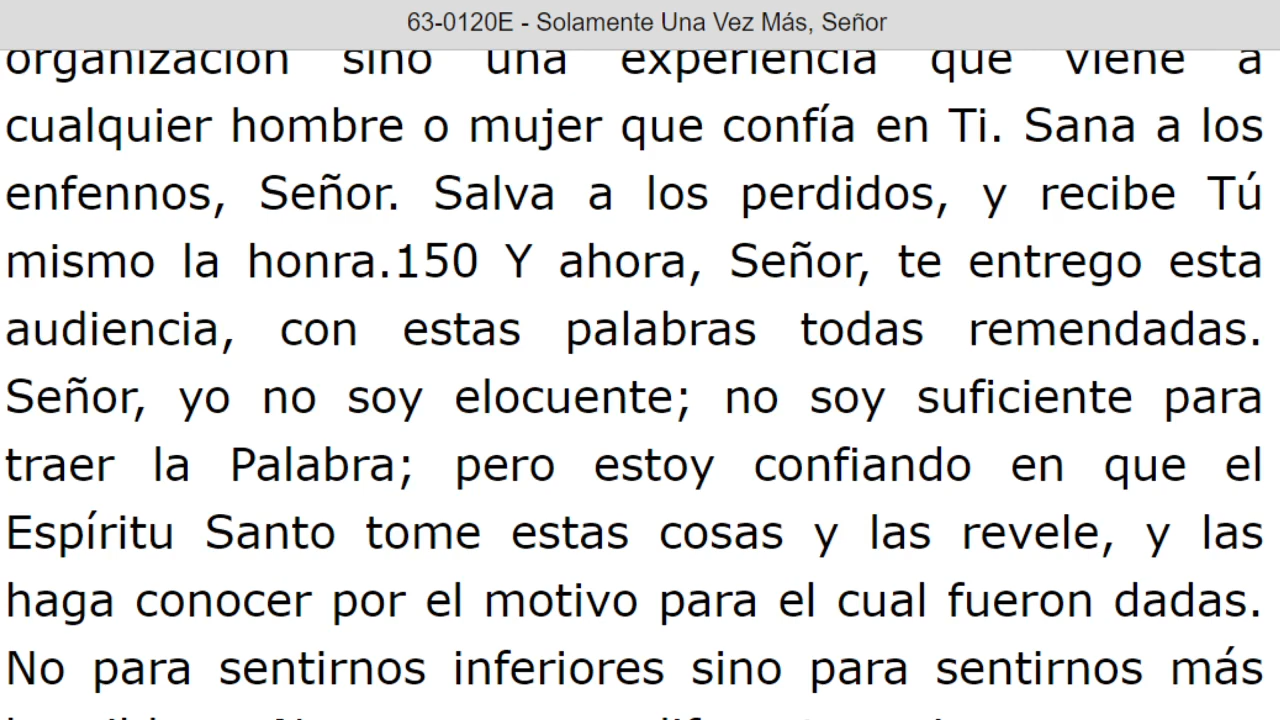 63-0120E - Solamente Una Vez Más, Señor
organización sino una experiencia que viene a
cualquier hombre o mujer que confía en Ti. Sana a los
enfennos, Señor. Salva a los perdidos, y recibe Tú
mismo la honra.150 Y ahora, Señor, te entrego esta
audiencia, con estas palabras todas remendadas.
Señor, yo no soy elocuente; no soy suficiente para
traer la Palabra; pero estoy confiando en que el
Espíritu Santo tome estas cosas y las revele, y las
haga conocer por el motivo para el cual fueron dadas.
No para sentirnos inferiores sino para sentirnos más